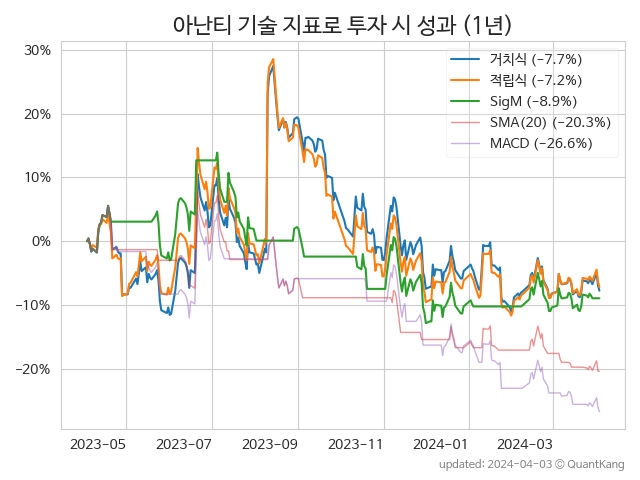 아난티 기술 지표로 투자 시 성과 (1년)
30%
20%
10%
0%
−10%
−20%
거치식 (−7.7%)
적립식 (−7.2%)
SigM (−8.9%)
SMA(20) (−20.3%)
MACD (−26.6%)
2023-05
2023-07
2023-09
2023-11
2024-01
2024-03
updated: 2024-04-03 © QuantKang